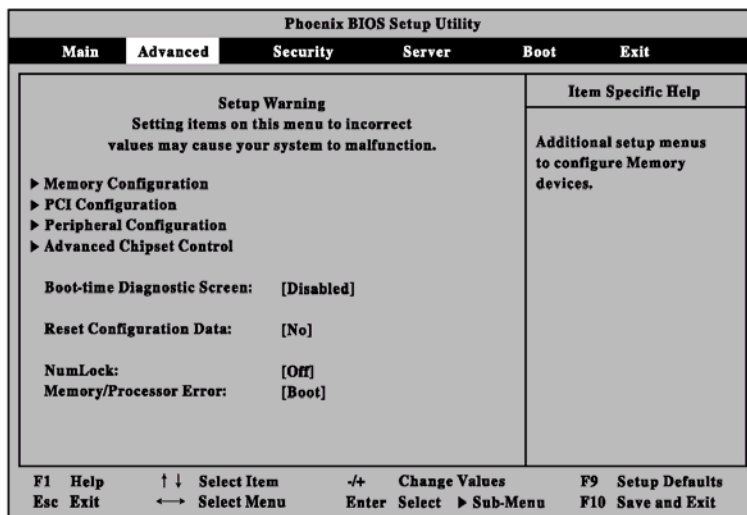 Phoenix BIOS Setup Utility
Main Advanced Security Server Boot Exit
Setup Warning
Setting items on this menu to incorrect
values may cause your system to malfunction.
▶ Memory Configuration
▶ PCI Configuration
▶ Peripheral Configuration
▶ Advanced Chipset Control
Boot-time Diagnostic Screen: [Disabled]
Reset Configuration Data: [No]
NumLock: [Off]
Memory/Processor Error: [Boot]
Item Specific Help
Additional setup menus
to configure Memory
devices.
F1 Help ↑ ↓ Select Item -/+ Change Values F9 Setup Defaults
Esc Exit ←→ Select Menu Enter Select ▶ Sub-Menu F10 Save and Exit